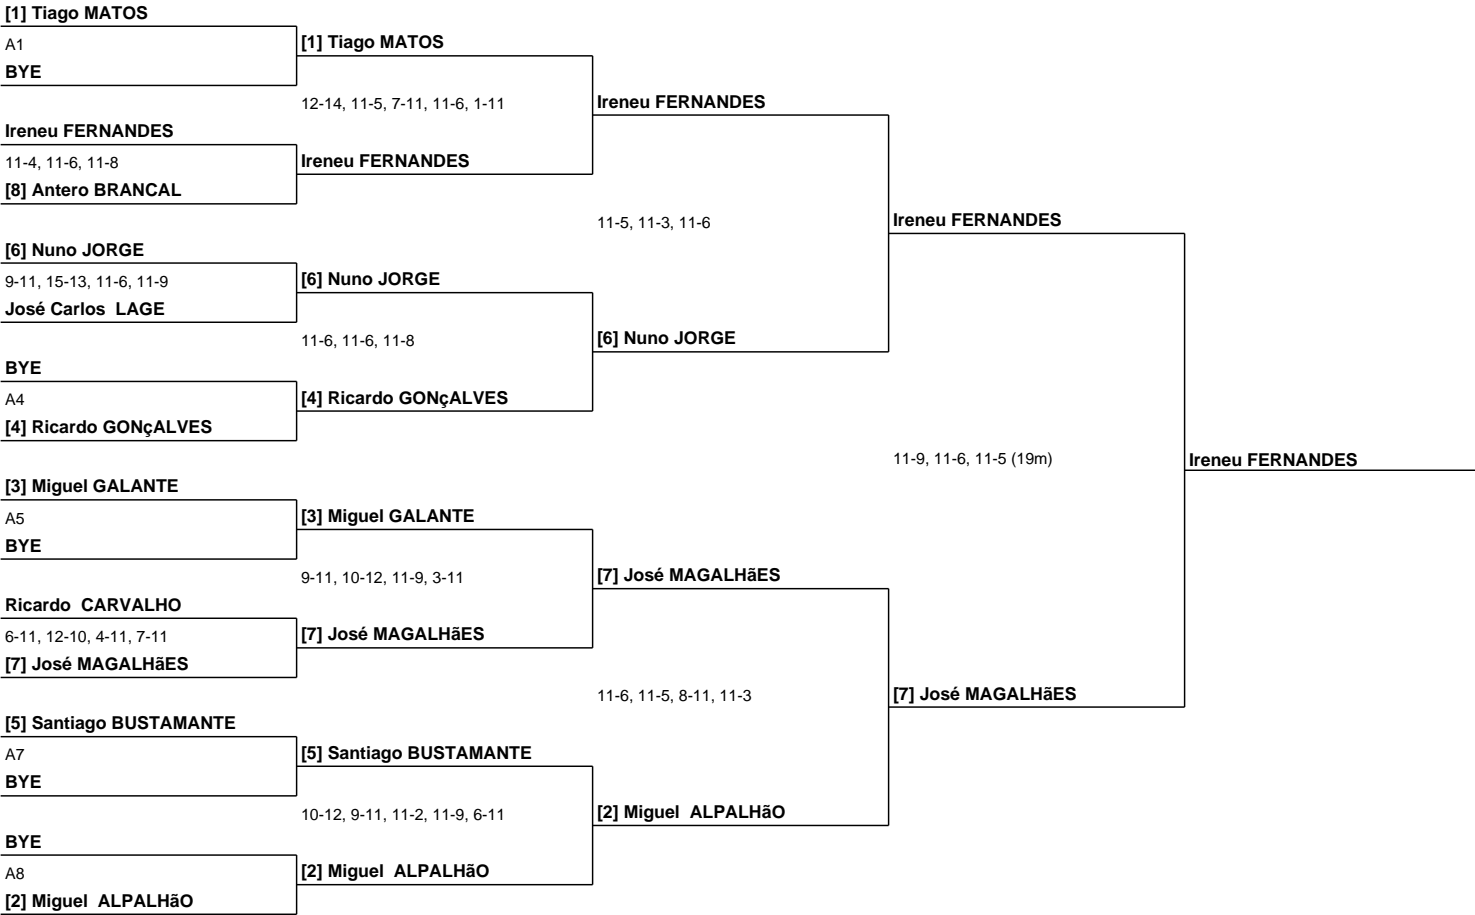 [1] Tiago MATOS
A1
BYE
Ireneu FERNANDES
11-4, 11-6, 11-8
[8] Antero BRANCAL
[6] Nuno JORGE
9-11, 15-13, 11-6, 11-9
José Carlos  LAGE
BYE
A4
[4] Ricardo GONçALVES
[3] Miguel GALANTE
A5
BYE
Ricardo  CARVALHO
6-11, 12-10, 4-11, 7-11
[7] José MAGALHãES
[5] Santiago BUSTAMANTE
A7
BYE
BYE
A8
[2] Miguel  ALPALHãO
[1] Tiago MATOS
12-14, 11-5, 7-11, 11-6, 1-11
Ireneu FERNANDES
[6] Nuno JORGE
11-6, 11-6, 11-8
[4] Ricardo GONçALVES
[3] Miguel GALANTE
9-11, 10-12, 11-9, 3-11
[7] José MAGALHãES
[5] Santiago BUSTAMANTE
10-12, 9-11, 11-2, 11-9, 6-11
[2] Miguel  ALPALHãO
Ireneu FERNANDES
11-5, 11-3, 11-6
[6] Nuno JORGE
[7] José MAGALHãES
11-6, 11-5, 8-11, 11-3
[2] Miguel  ALPALHãO
Ireneu FERNANDES
11-9, 11-6, 11-5 (19m)
[7] José MAGALHãES
Ireneu FERNANDES